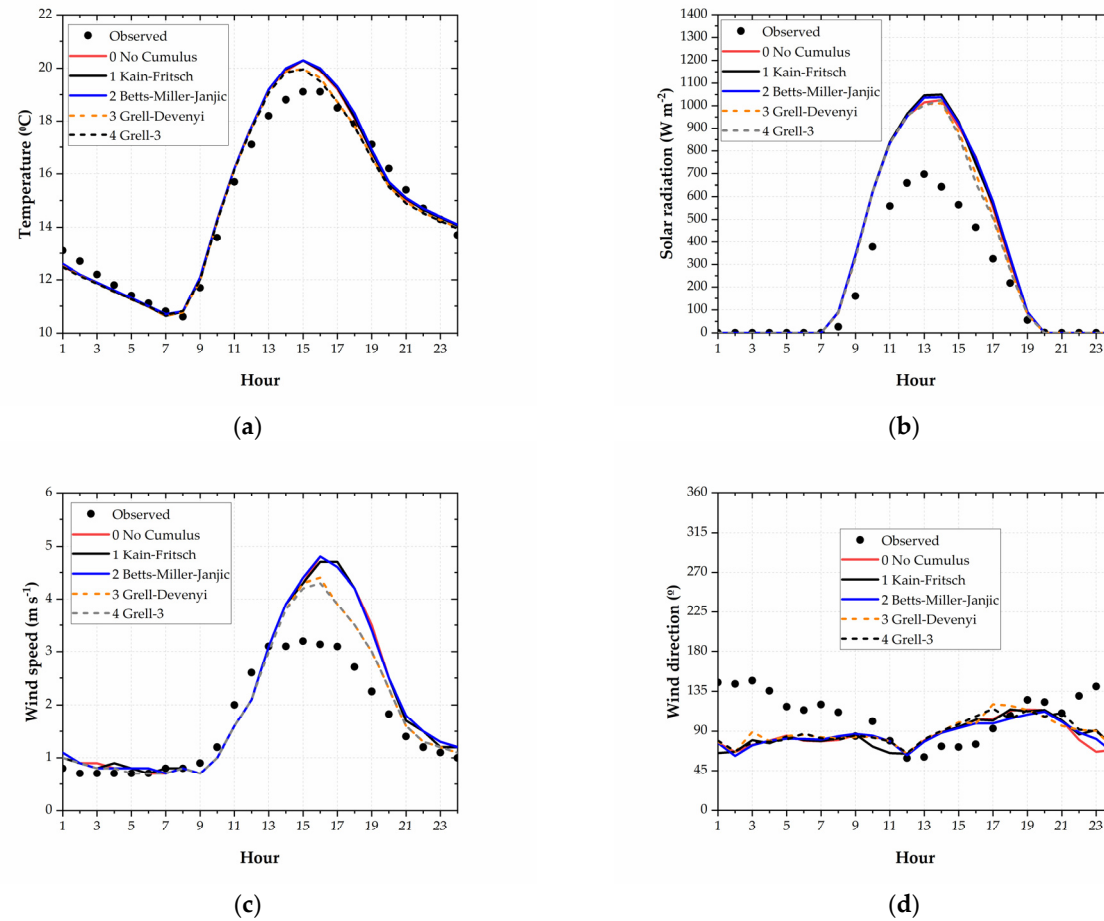 22
20
18
16
14
12
10
Temperature (⁰C)
Observed
0 No Cumulus
1 Kain-Fritsch
2 Betts-Miller-Janjic
3 Grell-Devenyi
4 Grell-3
1 3 5 7 9 11 13 15 17 19 21 23
Hour
(a)
1400
1300
1200
1100
1000
900
800
700
600
500
400
300
200
100
0
Solar radiation (W m⁻²)
Observed
0 No Cumulus
1 Kain-Fritsch
2 Betts-Miller-Janjic
3 Grell-Devenyi
4 Grell-3
1 3 5 7 9 11 13 15 17 19 21 23
Hour
(b)
6
5
4
3
2
1
0
Wind speed (m s⁻¹)
Observed
0 No Cumulus
1 Kain-Fritsch
2 Betts-Miller-Janjic
3 Grell-Devenyi
4 Grell-3
1 3 5 7 9 11 13 15 17 19 21 23
Hour
(c)
360
315
270
225
180
135
90
45
0
Wind direction (º)
Observed
0 No Cumulus
1 Kain-Fritsch
2 Betts-Miller-Janjic
3 Grell-Devenyi
4 Grell-3
1 3 5 7 9 11 13 15 17 19 21 23
Hour
(d)